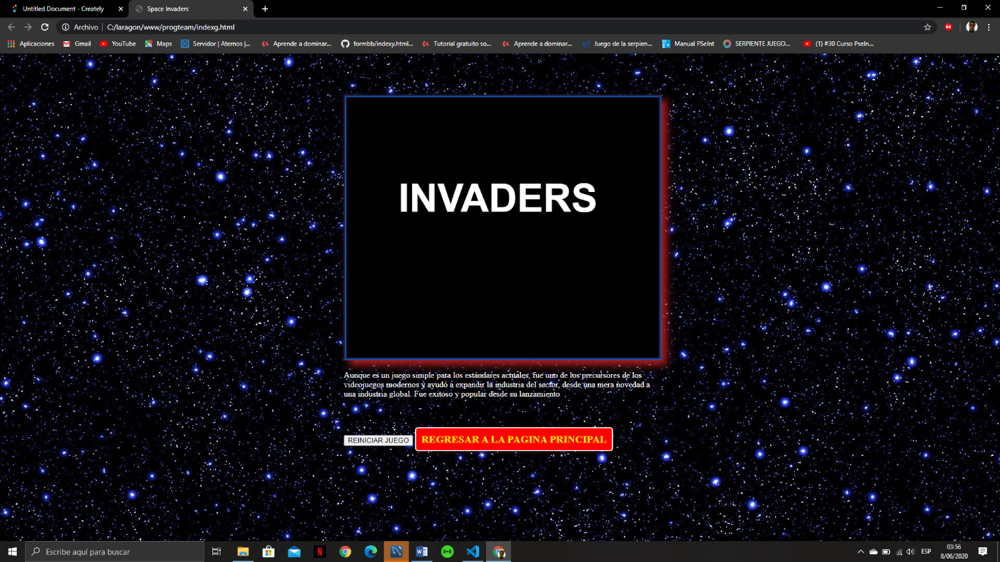 Untitled Document - Creately
Space Invaders
Archivo
C:/laragon/www/progteam/indexg.html
Aplicaciones
Gmail
YouTube
Maps
Servidor | Aternos |...
Aprende a dominar...
formbb/indexy.html...
Tutorial gratuito so...
Aprende a dominar...
Juego de la serpien...
Manual PSeInt
SERPIENTE JUEGO...
(1) #30 Curso PseIn...
INVADERS
Aunque es un juego simple para los estándares actuales, fue uno de los precursores de los
videojuegos modernos y ayudó a expandir la industria del sector, desde una mera novedad a
una industria global. Fue exitoso y popular desde su lanzamiento
REINICIAR JUEGO
REGRESAR A LA PAGINA PRINCIPAL
Escribe aquí para buscar
ESP
03:56
8/06/2020